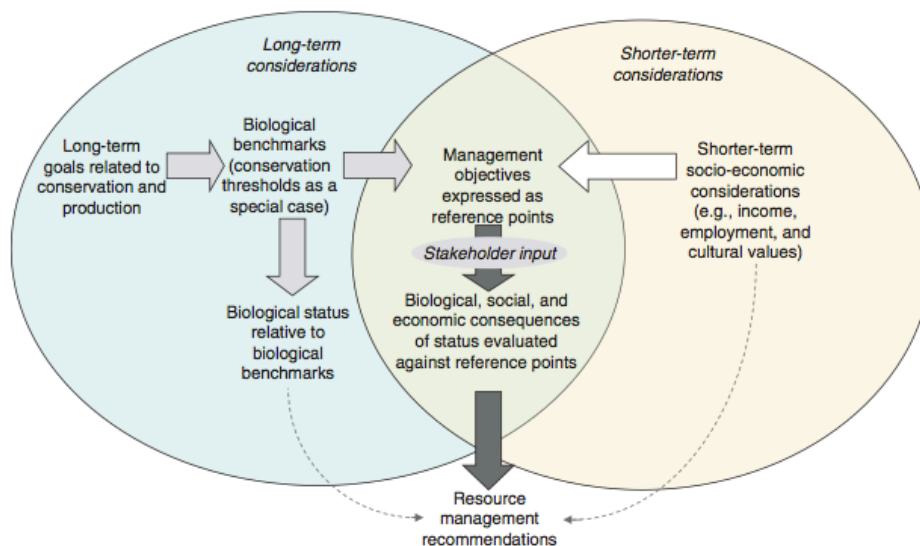 Long-term
considerations
Shorter-term
considerations
Long-term
goals related to
conservation and
production
Biological
benchmarks
(conservation
thresholds as a
special case)
Management
objectives
expressed as
reference points
Shorter-term
socio-economic
considerations
(e.g., income,
employment, and
cultural values)
Stakeholder input
Biological status
relative to
biological
benchmarks
Biological, social, and
economic consequences
of status evaluated
against reference points
Resource
management
recommendations